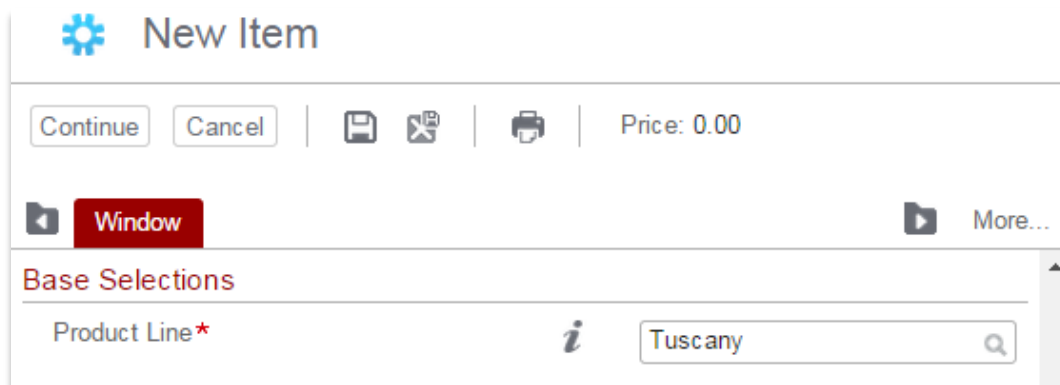 New Item
Continue Cancel Price: 0.00
Window More...
Base Selections
Product Line* i Tuscany